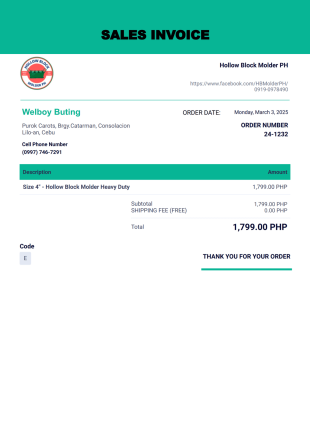 SALES INVOICE
HOLLOW BLOCK
MOLDER PH
Hollow Block Molder PH
https://www.facebook.com/HBMolderPH/
0919-0978490
Welboy Buting
ORDER DATE: Monday, March 3, 2025
Purok Carots, Brgy.Catarman, Consolacion
Lilo-an, Cebu
ORDER NUMBER
24-1232
Cell Phone Number
(0997) 746-7291
Description Amount
Size 4" - Hollow Block Molder Heavy Duty 1,799.00 PHP
Subtotal 1,799.00 PHP
SHIPPING FEE (FREE) 0.00 PHP
Total 1,799.00 PHP
Code
E
THANK YOU FOR YOUR ORDER